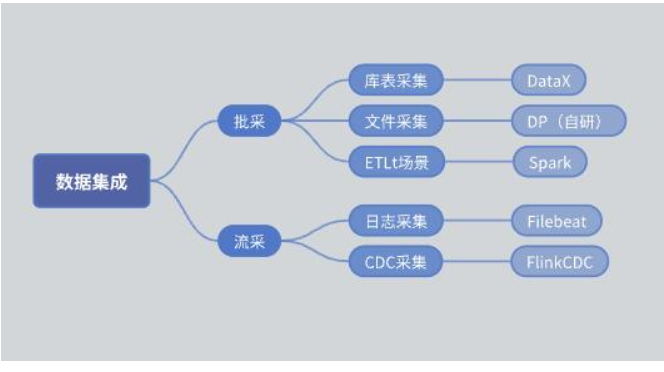 数据集成
批采
库表采集
DataX
文件采集
DP（自研）
ETLt场景
Spark
流采
日志采集
Filebeat
CDC采集
FlinkCDC